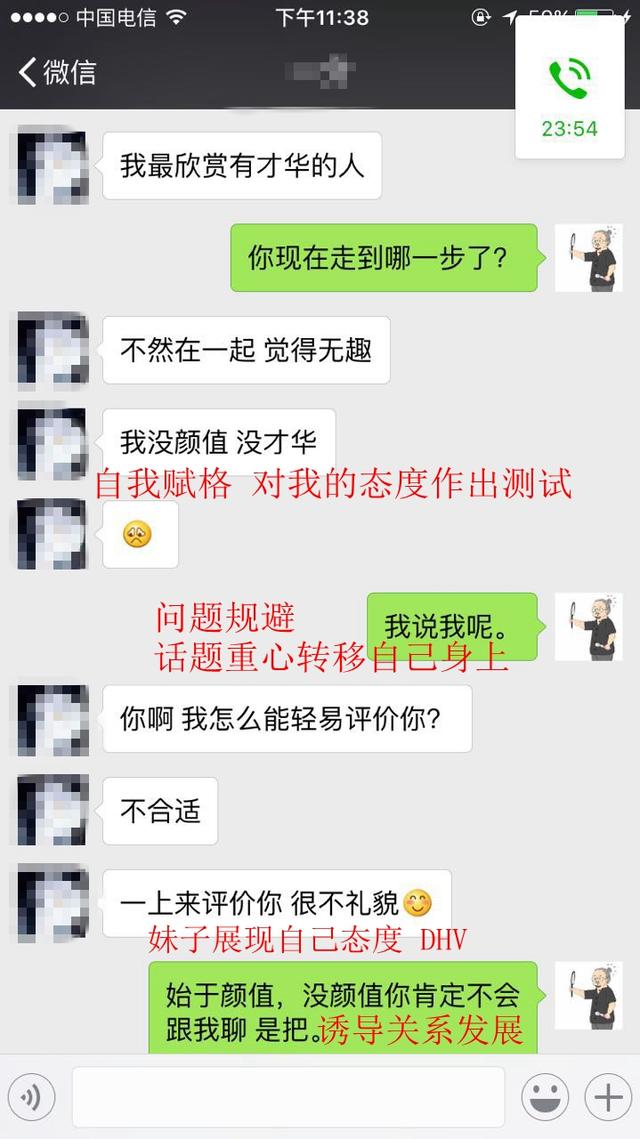 中国电信 下午11:38
微信
23:54
我最欣赏有才华的人
你现在走到哪一步了?
不然在一起 觉得无趣
我没颜值 没才华
自我赋格 对我的态度作出测试
问题规避
我说我呢。
话题重心转移自己身上
你啊 我怎么能轻易评价你?
不合适
一上来评价你 很不礼貌
妹子展现自己态度 DHV
始于颜值，没颜值你肯定不会
跟我聊 是把。诱导关系发展